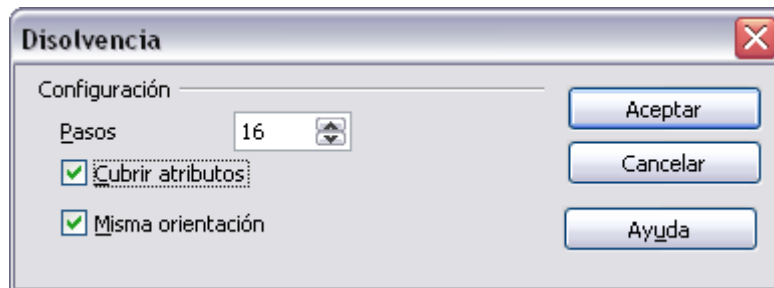 Disolvencia
Configuración
Pasos 16
Cubrir atributos
Misma orientación
Aceptar
Cancelar
Ayuda